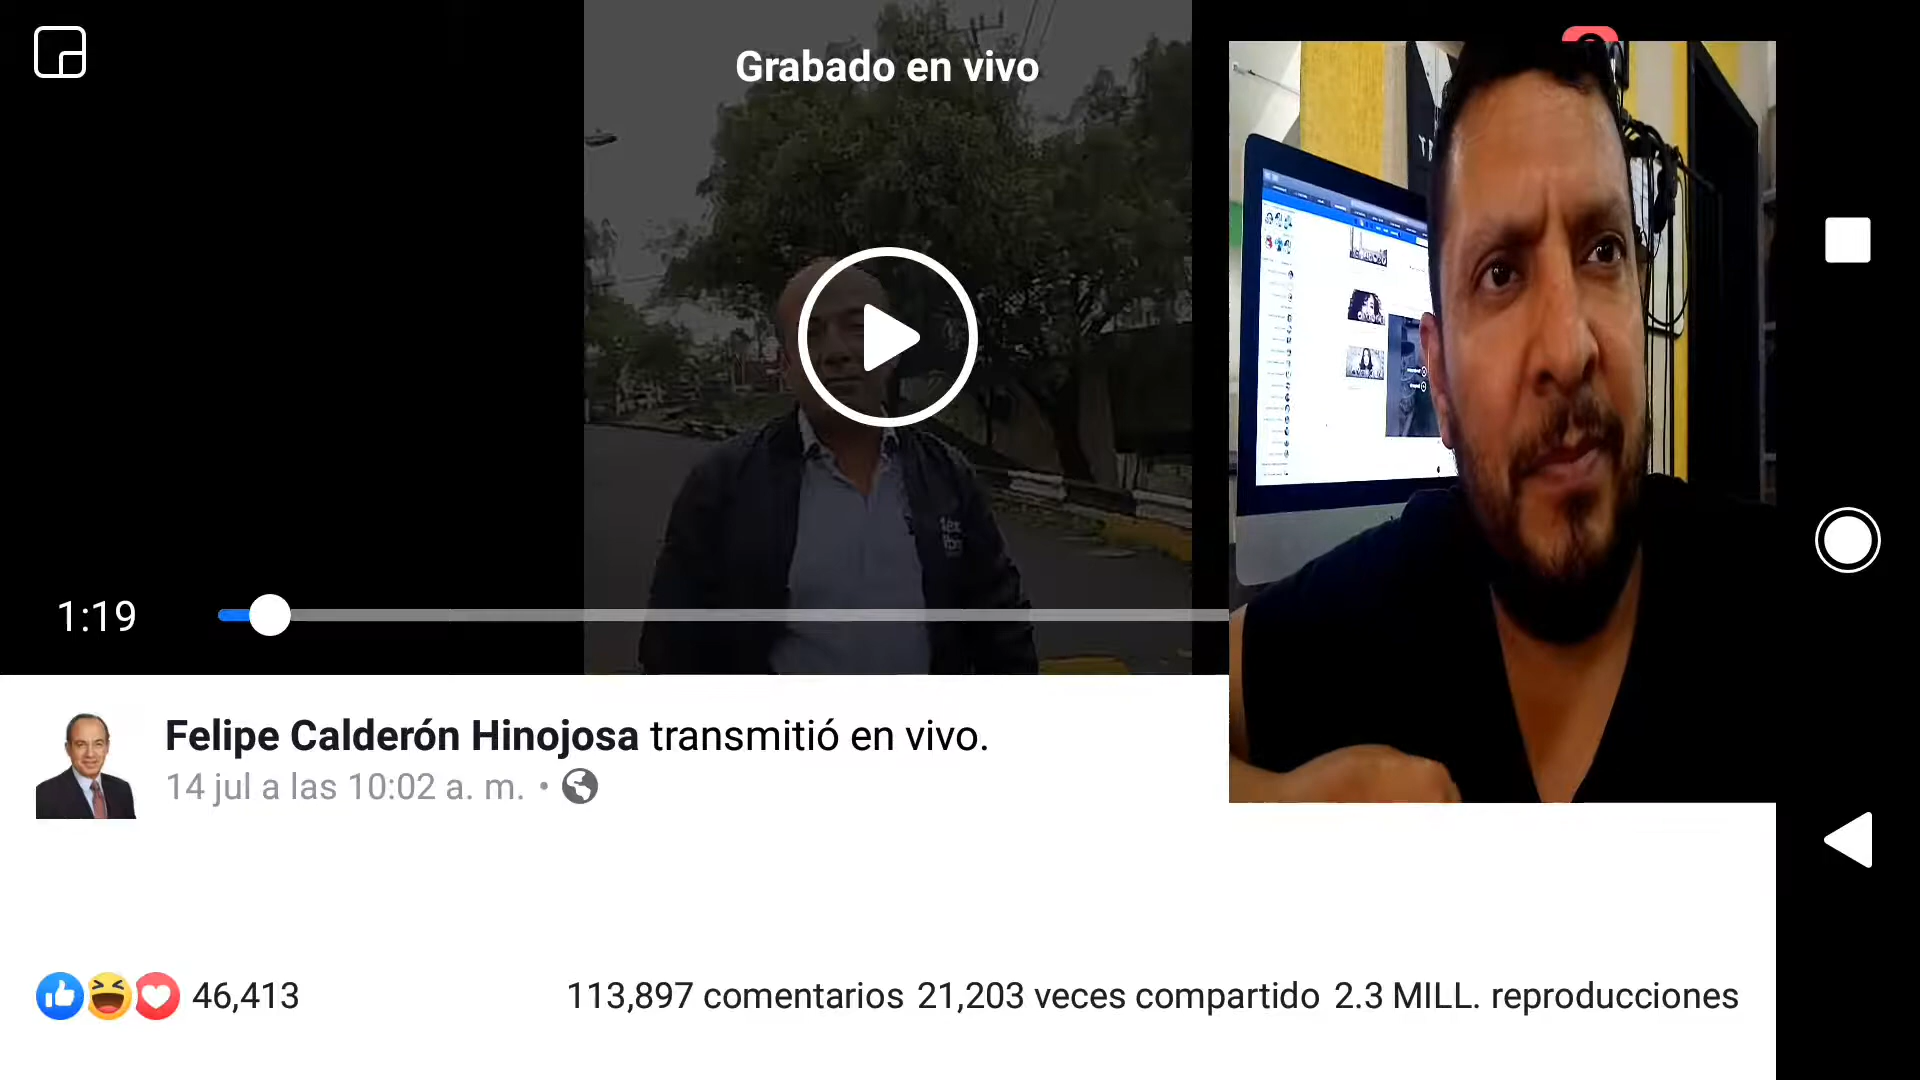 Grabado en vivo
1:19
Felipe Calderón Hinojosa transmitió en vivo.
14 jul a las 10:02 a. m.
46,413
113,897 comentarios 21,203 veces compartido 2.3 MILL. reproducciones